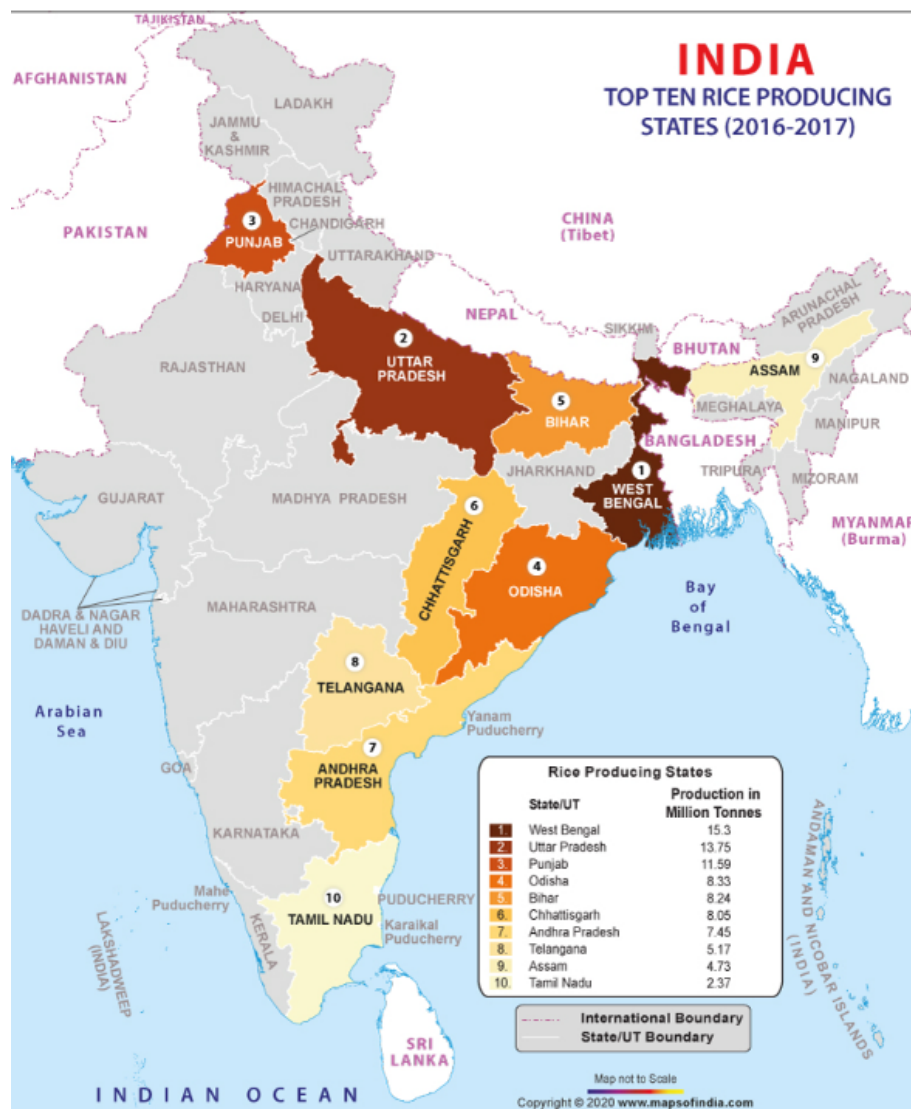 INDIA
TOP TEN RICE PRODUCING
STATES (2016-2017)
TAJIKISTAN
AFGHANISTAN
LADAKH
JAMMU
&
KASHMIR
HIMACHAL
PRADESH
CHINA
(Tibet)
PAKISTAN
3
PUNJAB
CHANDIGARH
UTTARAKHAND
HARYANA
DELHI
NEPAL
SIKKIM
BHUTAN
ARUNACHAL
PRADESH
RAJASTHAN
2
UTTAR
PRADESH
9
ASSAM
NAGALAND
5
BIHAR
MEGHALAYA
MANIPUR
BANGLADESH
GUJARAT
MADHYA PRADESH
JHARKHAND
1
WEST
BENGAL
TRIPURA
MIZORAM
6
CHHATTISGARH
MYANMAR
(Burma)
4
ODISHA
DADRA & NAGAR
HAVELI AND
DAMAN & DIU
MAHARASHTRA
Bay
of
Bengal
8
TELANGANA
Arabian
Sea
Yanam
Puducherry
7
ANDHRA
PRADESH
GOA
KARNATAKA
Mahe
Puducherry
10
TAMIL NADU
PUDUCHERRY
Karaikal
Puducherry
KERALA
LAKSHADWEEP
(INDIA)
ANDAMAN AND NICOBAR ISLANDS
(INDIA)
SRI
LANKA
INDIAN OCEAN
Rice Producing States
State/UT Production in
Million Tonnes
1. West Bengal 15.3
2 Uttar Pradesh 13.75
3. Punjab 11.59
4 Odisha 8.33
5 Bihar 8.24
6. Chhattisgarh 8.05
7. Andhra Pradesh 7.45
8. Telangana 5.17
9. Assam 4.73
10. Tamil Nadu 2.37
International Boundary
State/UT Boundary
Map not to Scale
Copyright © 2020 www.mapsofindia.com